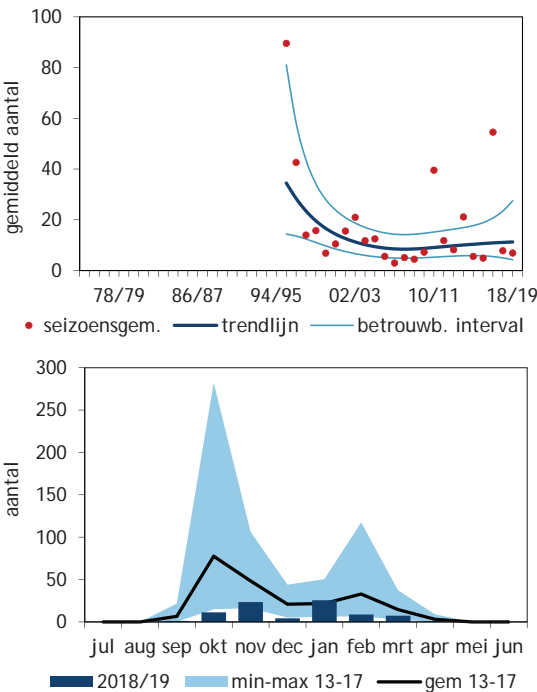 gemiddeld aantal
100
80
60
40
20
0
78/79 86/87 94/95 02/03 10/11 18/19
seizoensgem. trendlijn betrouwb. interval
aantal
300
250
200
150
100
50
0
jul aug sep okt nov dec jan feb mrt apr mei jun
2018/19 min-max 13-17 gem 13-17